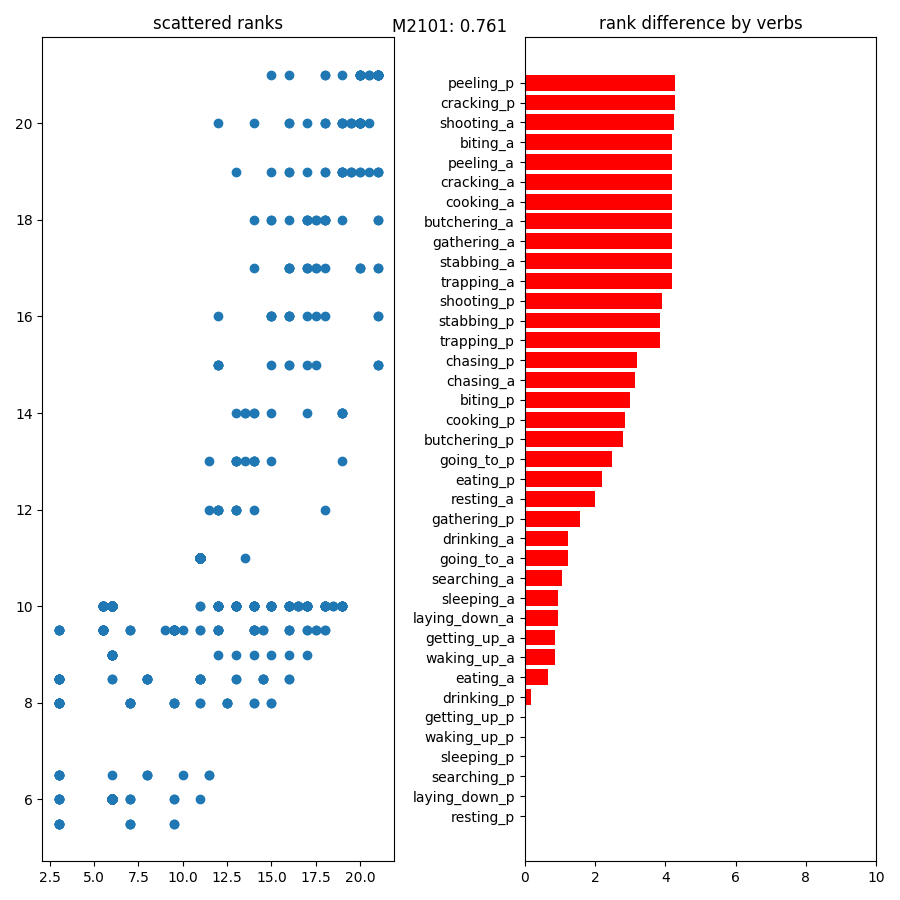 M2101: 0.761
scattered ranks
20
18
16
14
12
10
8
6
2.5 5.0 7.5 10.0 12.5 15.0 17.5 20.0
rank difference by verbs
peeling_p
cracking_p
shooting_a
biting_a
peeling_a
cracking_a
cooking_a
butchering_a
gathering_a
stabbing_a
trapping_a
shooting_p
stabbing_p
trapping_p
chasing_p
chasing_a
biting_p
cooking_p
butchering_p
going_to_p
eating_p
resting_a
gathering_p
drinking_a
going_to_a
searching_a
sleeping_a
laying_down_a
getting_up_a
waking_up_a
eating_a
drinking_p
getting_up_p
waking_up_p
sleeping_p
searching_p
laying_down_p
resting_p
0 2 4 6 8 10